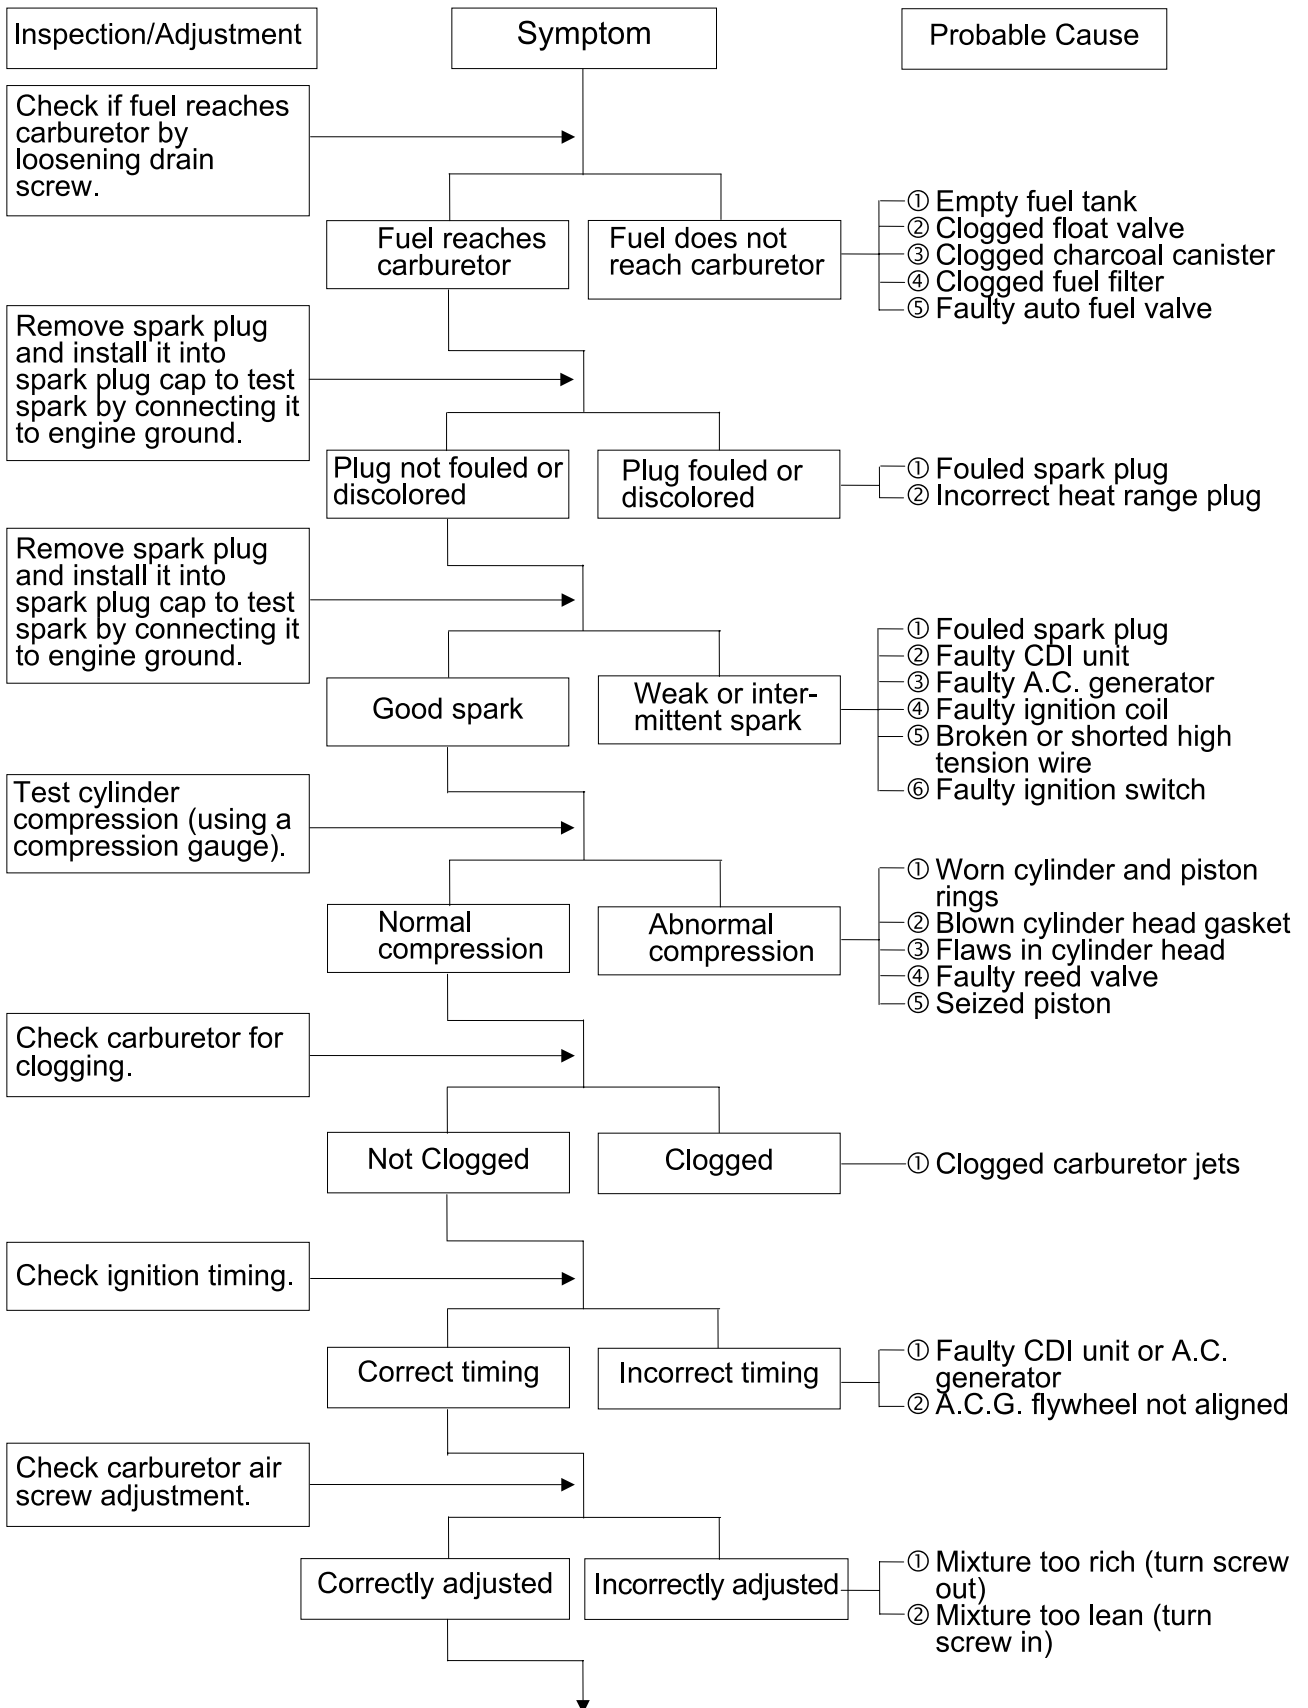 Inspection/Adjustment
Symptom
Probable Cause
Check if fuel reaches
carburetor by
loosening drain
screw.
Fuel reaches
carburetor
Fuel does not
reach carburetor
① Empty fuel tank
② Clogged float valve
③ Clogged charcoal canister
④ Clogged fuel filter
⑤ Faulty auto fuel valve
Remove spark plug
and install it into
spark plug cap to test
spark by connecting it
to engine ground.
Plug not fouled or
discolored
Plug fouled or
discolored
① Fouled spark plug
② Incorrect heat range plug
Remove spark plug
and install it into
spark plug cap to test
spark by connecting it
to engine ground.
Good spark
Weak or inter-
mittent spark
① Fouled spark plug
② Faulty CDI unit
③ Faulty A.C. generator
④ Faulty ignition coil
⑤ Broken or shorted high
tension wire
⑥ Faulty ignition switch
Test cylinder
compression (using a
compression gauge).
Normal
compression
Abnormal
compression
① Worn cylinder and piston
rings
② Blown cylinder head gasket
③ Flaws in cylinder head
④ Faulty reed valve
⑤ Seized piston
Check carburetor for
clogging.
Not Clogged
Clogged
① Clogged carburetor jets
Check ignition timing.
Correct timing
Incorrect timing
① Faulty CDI unit or A.C.
generator
② A.C.G. flywheel not aligned
Check carburetor air
screw adjustment.
Correctly adjusted
Incorrectly adjusted
① Mixture too rich (turn screw
out)
② Mixture too lean (turn
screw in)